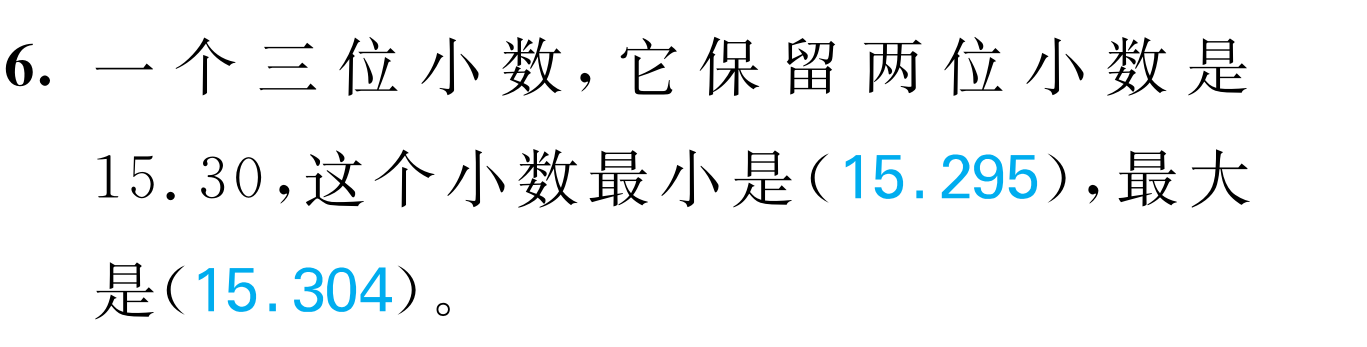 6. 一个三位小数,它保留两位小数是
15.30,这个小数最小是(15.295),最大
是(15.304)。